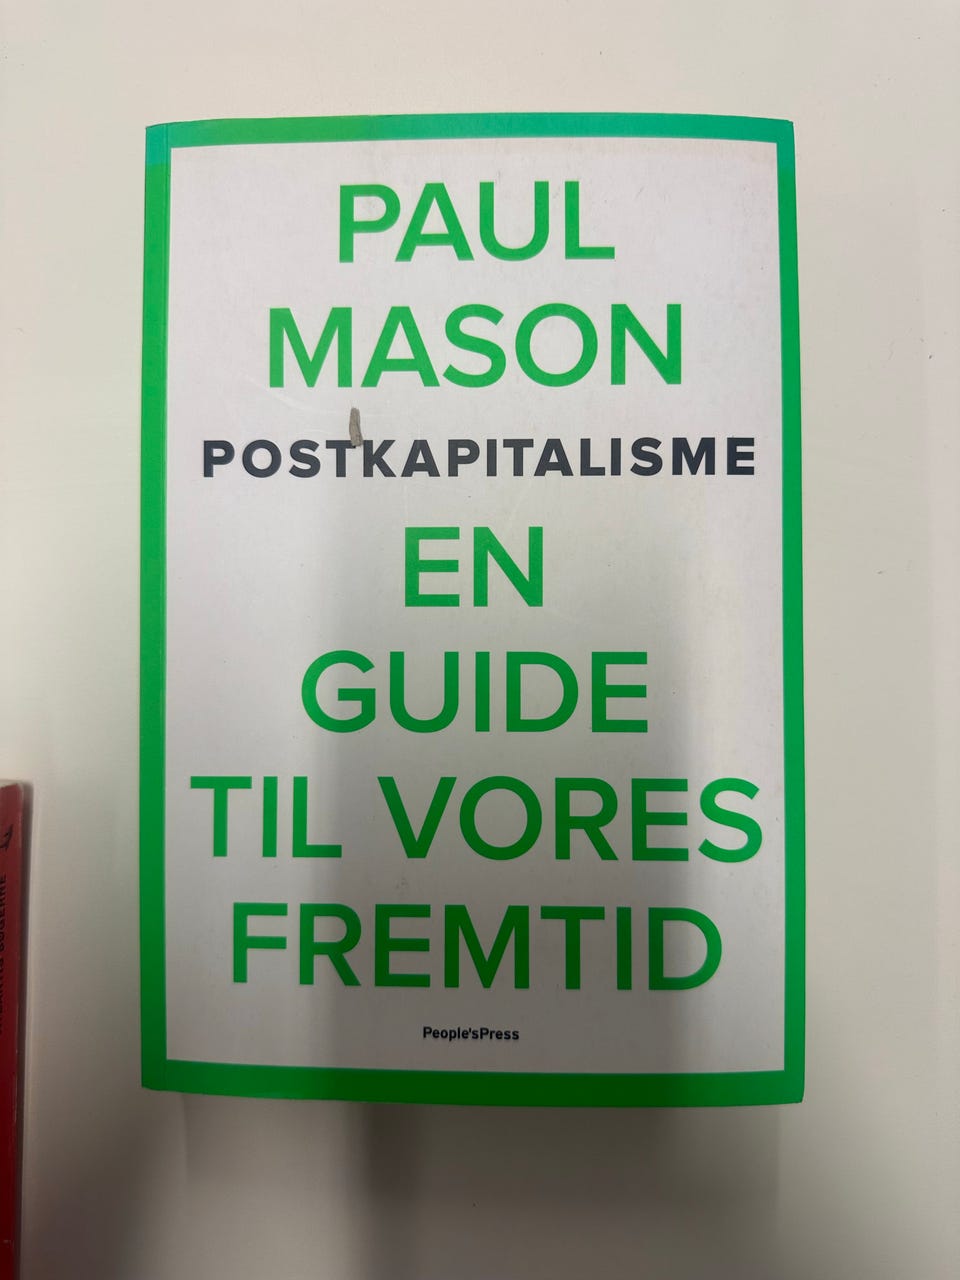 PAUL
MASON
POSTKAPITALISME
EN
GUIDE
TIL VORES
FREMTID
People'sPress